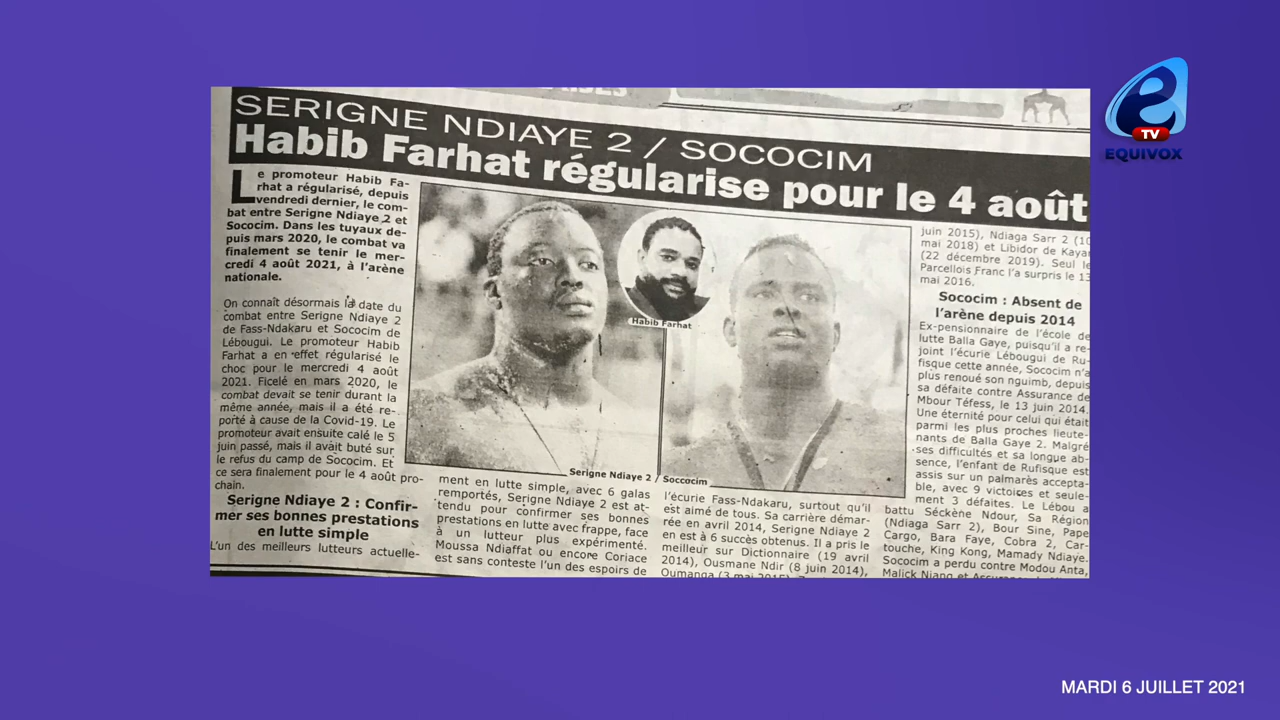 SERIGNE NDIAYE 2 / SOCOCIM
Habib Farhat régularise pour le 4 août
Le promoteur Habib Fa-
rhat a régularisé, depuis
vendredi dernier, le com-
bat entre Serigne Ndiaye 2 et
Sococim. Dans les tuyaux de-
puis mars 2020, le combat va
finalement se tenir le mer-
credi 4 août 2021, à l'arène
nationale.
On connaît désormais la date du
combat entre Serigne Ndiaye 2
de Fass-Ndakaru et Sococim de
Lébougui. Le promoteur Habib
Farhat a en effet régularisé le
choc pour le mercredi 4 août
2021. Ficelé en mars 2020, le
combat devait se tenir durant la
même année, mais il a été re-
porté à cause de la Covid-19. Le
promoteur avait ensuite calé le 5
juin passé, mais il avait buté sur
le refus du camp de Sococim. Et
ce sera finalement pour le 4 août pro-
chain.
Serigne Ndiaye 2 : Confir-
mer ses bonnes prestations
en lutte simple
L'un des meilleurs lutteurs actuelle-
Habib Farhat
Serigne Ndiaye 2 / Soccocim
ment en lutte simple, avec 6 galas
remportés, Serigne Ndiaye 2 est at-
tendu pour confirmer ses bonnes
prestations en lutte avec frappe, face
à un lutteur plus expérimenté.
Moussa Ndiaffat ou encore Coriace
est sans conteste l'un des espoirs de
l'écurie Fass-Ndakaru, surtout qu'il
est aimé de tous. Sa carrière démar-
rée en avril 2014, Serigne Ndiaye 2
en est à 6 succès obtenus. Il a pris le
meilleur sur Dictionnaire (19 avril
2014), Ousmane Ndir (8 juin 2014),
Oumanga (3 mai 2015),
juin 2015), Ndiaga Sarr 2 (10
mai 2018) et Libidor de Kayar
(22 décembre 2019). Seul le
Parcellois Franc l'a surpris le 13
mai 2016.
Sococim : Absent de
l'arène depuis 2014
Ex-pensionnaire de l'école de
lutte Balla Gaye, puisqu'il a re-
joint l'écurie Lébougui de Ru-
fisque cette année, Sococim n'a
plus renoué son nguimb, depuis
sa défaite contre Assurance de
Mbour Téfess, le 13 juin 2014.
Une éternité pour celui qui était
parmi les plus proches lieute-
nants de Balla Gaye 2. Malgré
ses difficultés et sa longue ab-
sence, l'enfant de Rufisque est
assis sur un palmarès accepta-
ble, avec 9 victoires et seule-
ment 3 défaites. Le Lébou a
battu Séckène Ndour, Sa Région
(Ndiaga Sarr 2), Bour Sine, Pape
Cargo, Bara Faye, Cobra 2, Car-
touche, King Kong, Mamady Ndiaye.
Sococim a perdu contre Modou Anta,
Malick Niang et
e
TV
EQUIVOX
MARDI 6 JUILLET 2021